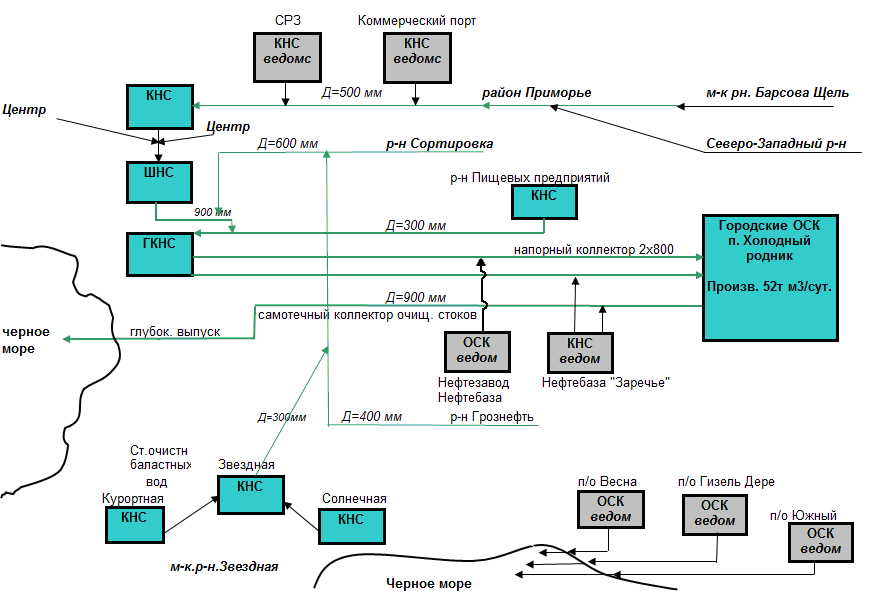 СРЗ
Коммерческий порт
КНС
ведомс
КНС
ведомс
КНС
Д=500 мм
район Приморье
м-к рн. Барсова Щель
Центр
Центр
Северо-Западный р-н
Д=600 мм
р-н Сортировка
ШНС
р-н Пищевых предприятий
КНС
900 мм
Д=300 мм
ГКНС
Городские ОСК
п. Холодный
родник
Произв. 52т м3/сут.
напорный коллектор 2х800
Д=900 мм
самотечный коллектор очищ. стоков
черное
море
глубок. выпуск
ОСК
ведом
КНС
ведом
Нефтезавод
Нефтебаза
Нефтебаза "Заречье"
Д=300мм
Д=400 мм
р-н Грознефть
Ст.очистн
баластных
вод
Звездная
КНС
Курортная
КНС
Солнечная
КНС
п/о Весна
ОСК
ведом
п/о Гизель Дере
ОСК
ведом
п/о Южный
ОСК
ведом
м-к.р-н.Звездная
Черное море